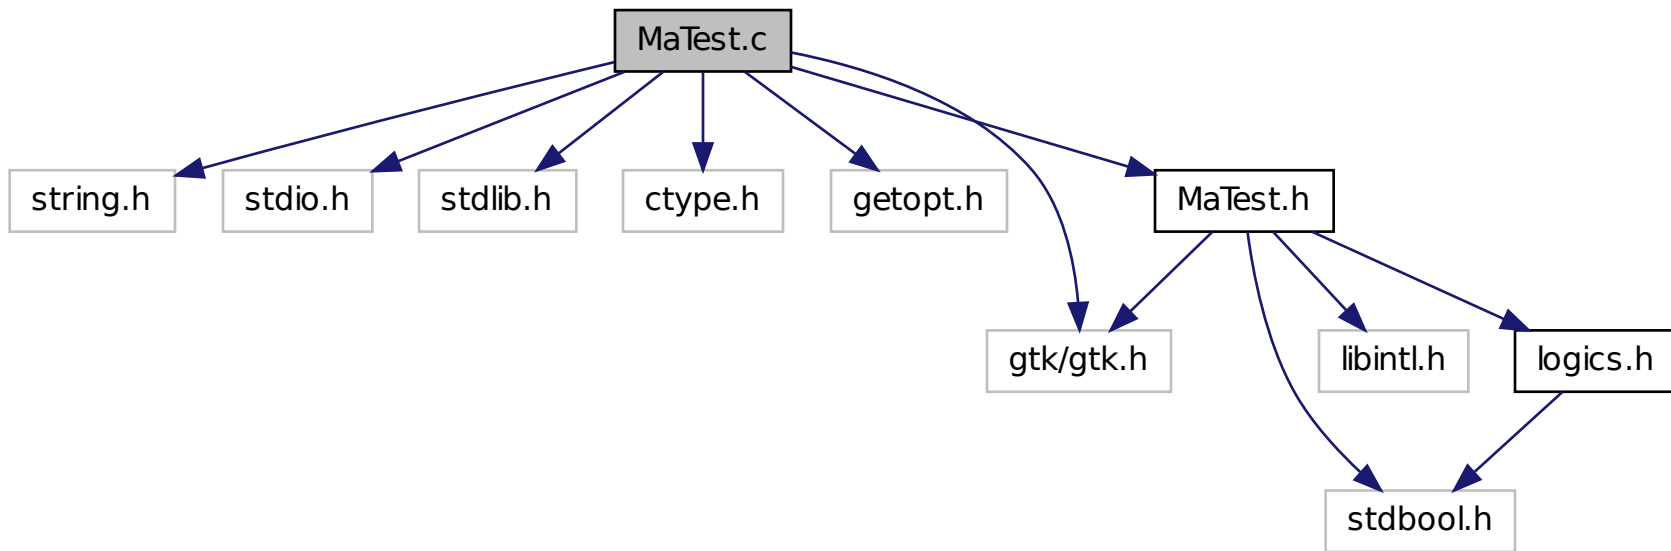 MaTest.c
string.h
stdio.h
stdlib.h
ctype.h
getopt.h
MaTest.h
gtk/gtk.h
libintl.h
logics.h
stdbool.h